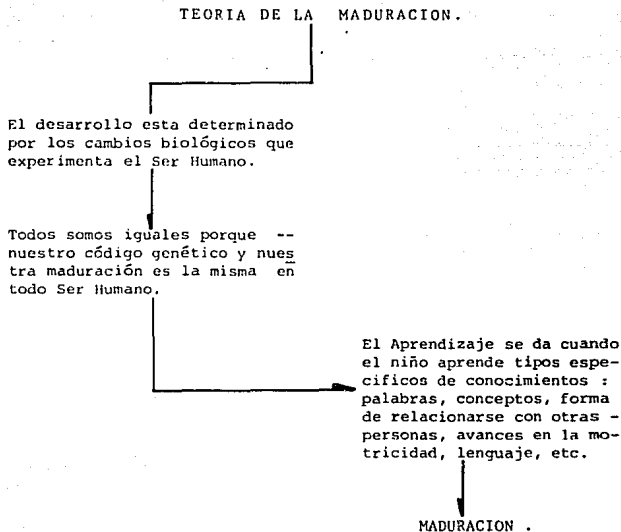 TEORIA DE LA MADURACION.
El desarrollo esta determinado
por los cambios biológicos que
experimenta el Ser Humano.
Todos somos iguales porque --
nuestro código genético y nues
tra maduración es la misma en
todo Ser Humano.
El Aprendizaje se da cuando
el niño aprende tipos espe-
cificos de conocimientos :
palabras, conceptos, forma
de relacionarse con otras -
personas, avances en la mo-
tricidad, lenguaje, etc.
MADURACION .